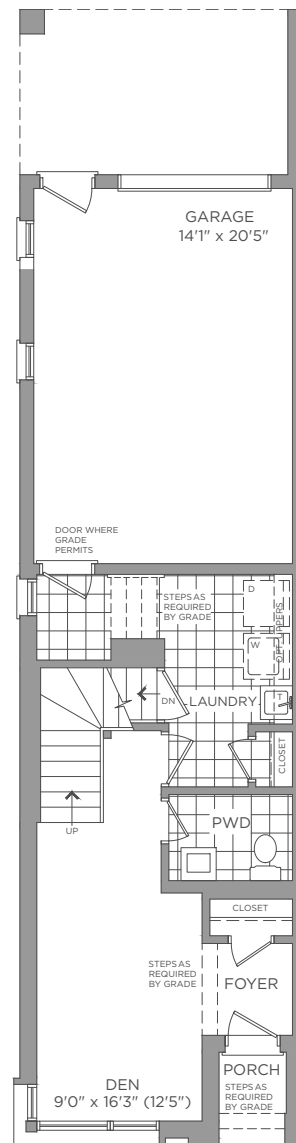 GARAGE
14'1" x 20'5"
DOOR WHERE
GRADE
PERMITS
STEPS AS
REQUIRED
BY GRADE
D
OPT. UPPERS
W
DN
LAUNDRY
T
CLOSET
UP
PWD
CLOSET
STEPS AS
REQUIRED
BY GRADE
FOYER
PORCH
STEPS AS
REQUIRED
BY GRADE
DEN
9'0" x 16'3" (12'5")